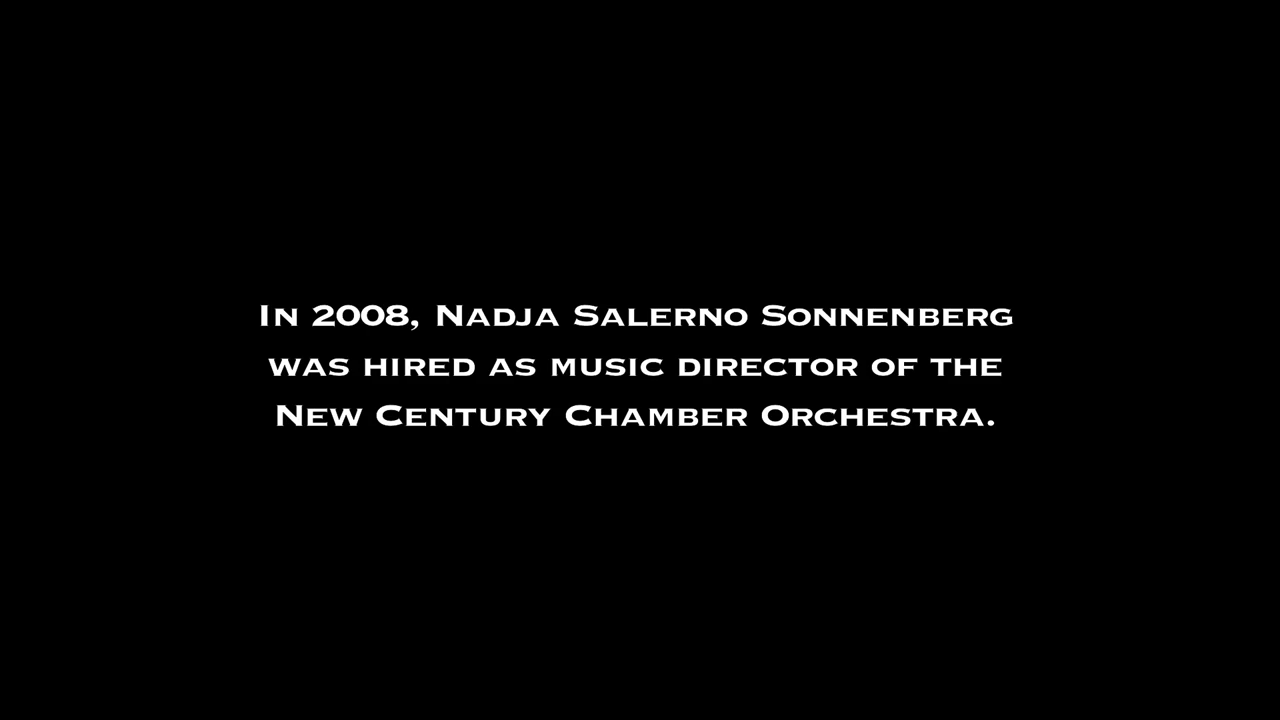 In 2008, Nadja Salerno Sonnenberg
was hired as music director of the
New Century Chamber Orchestra.